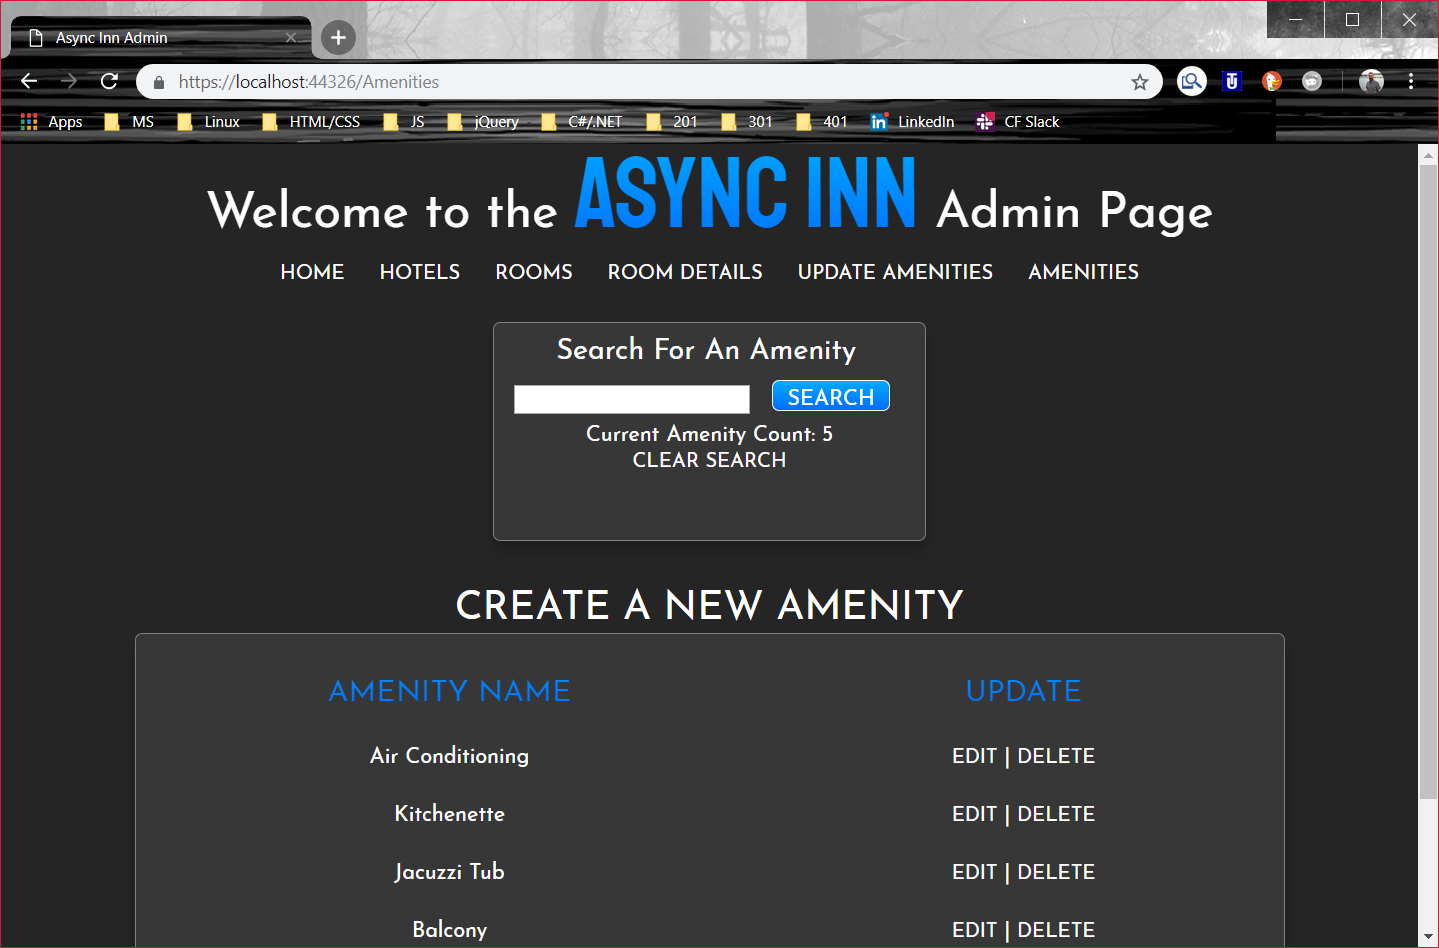 Async Inn Admin
https://localhost:44326/Amenities
Apps MS Linux HTML/CSS JS jQuery C#/.NET 201 301 401 LinkedIn CF Slack
Welcome to the ASYNC INN Admin Page
HOME HOTELS ROOMS ROOM DETAILS UPDATE AMENITIES AMENITIES
Search For An Amenity
SEARCH
Current Amenity Count: 5
CLEAR SEARCH
CREATE A NEW AMENITY
AMENITY NAME UPDATE
Air Conditioning EDIT | DELETE
Kitchenette EDIT | DELETE
Jacuzzi Tub EDIT | DELETE
Balcony EDIT | DELETE